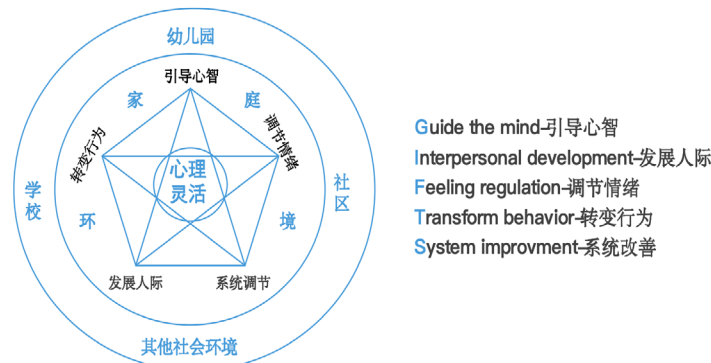 幼儿园
引导心智
家 庭
转变行为
调节情绪
心理
灵活
学校
社区
环 境
发展人际
系统调节
其他社会环境
Guide the mind-引导心智
Interpersonal development-发展人际
Feeling regulation-调节情绪
Transform behavior-转变行为
System improvment-系统改善